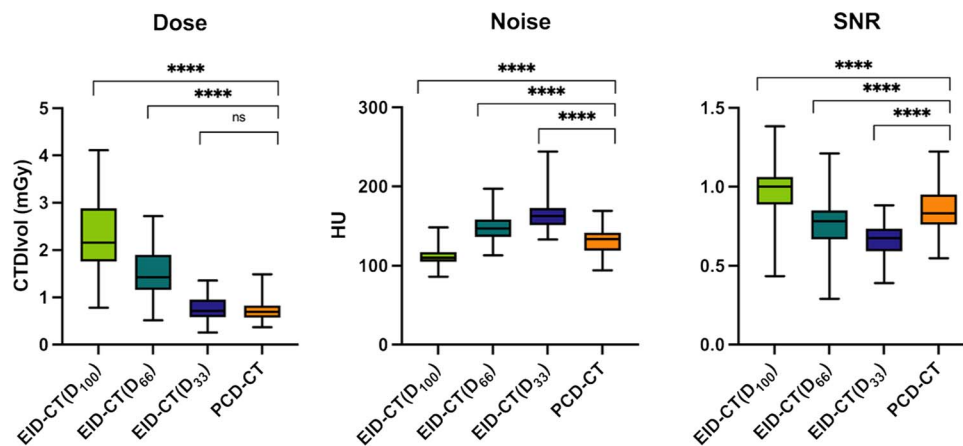 Dose
****
****
ns
CTDIvol (mGy)
5
4
3
2
1
0
EID-CT(D₁₀₀)
EID-CT(D₆₆)
EID-CT(D₃₃)
PCD-CT
Noise
****
****
****
HU
300
200
100
0
EID-CT(D₁₀₀)
EID-CT(D₆₆)
EID-CT(D₃₃)
PCD-CT
SNR
****
****
****
1.5
1.0
0.5
0.0
EID-CT(D₁₀₀)
EID-CT(D₆₆)
EID-CT(D₃₃)
PCD-CT